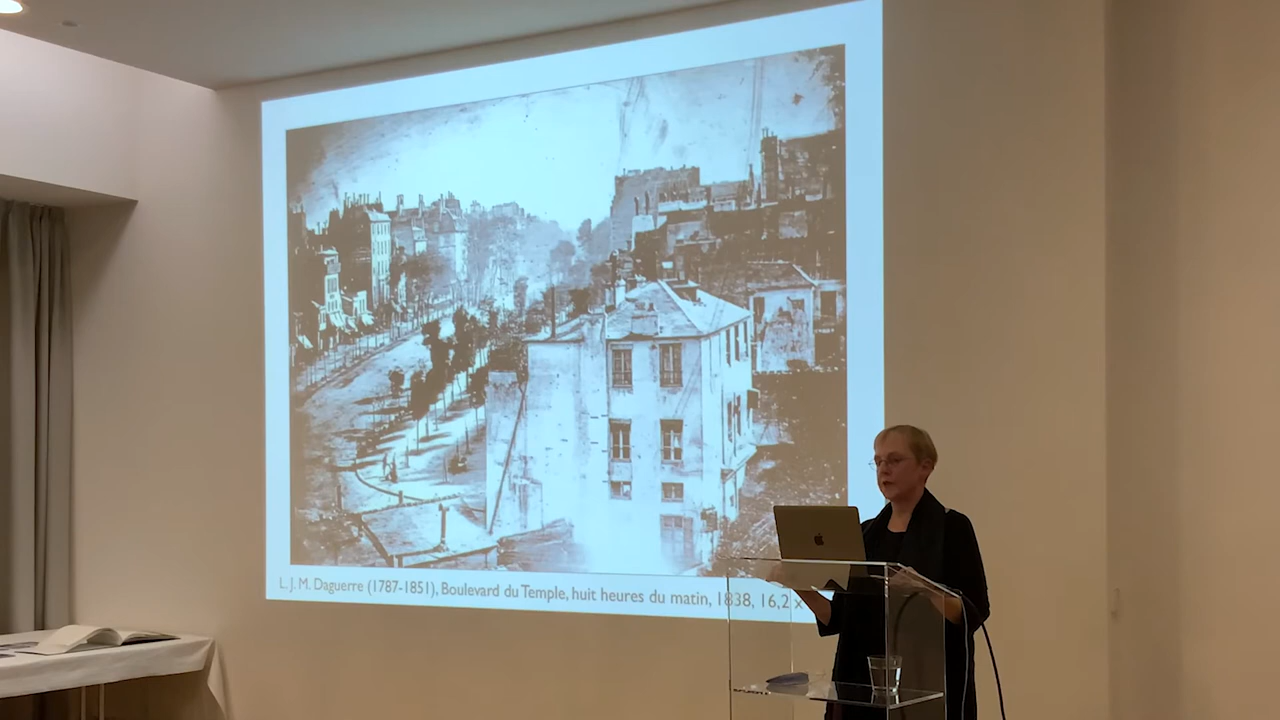 L. J. M. Daguerre (1787-1851), Boulevard du Temple, huit heures du matin, 1838, 16,2 x